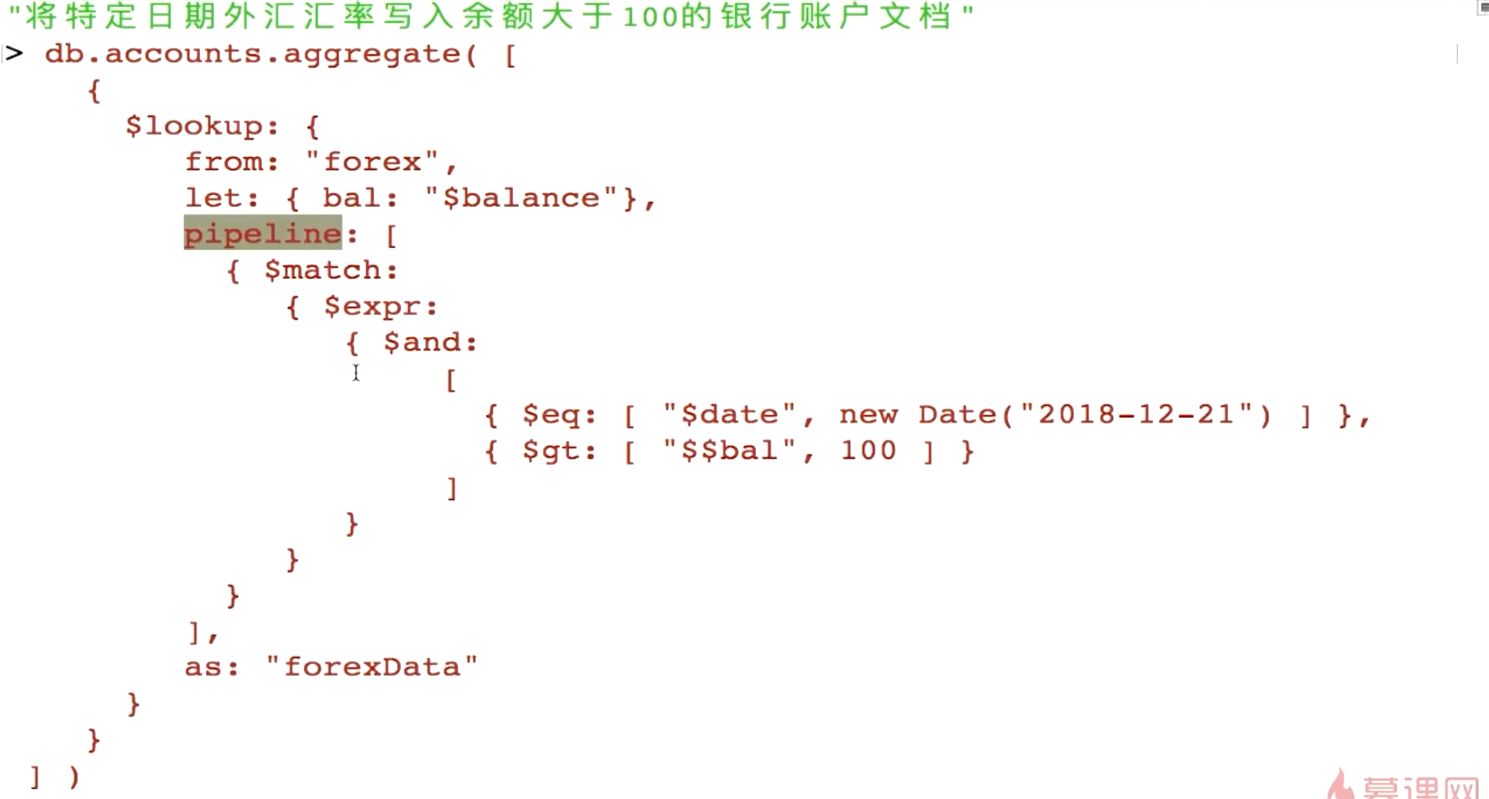 "将特定日期外汇汇率写入余额大于100的银行账户文档"
> db.accounts.aggregate( [
{
$lookup: {
from: "forex",
let: { bal: "$balance"},
pipeline: [
{ $match:
{ $expr:
{ $and:
[
{ $eq: [ "$date", new Date("2018-12-21") ] },
{ $gt: [ "$$bal", 100 ] }
]
}
}
}
],
as: "forexData"
}
}
] )
慕课网